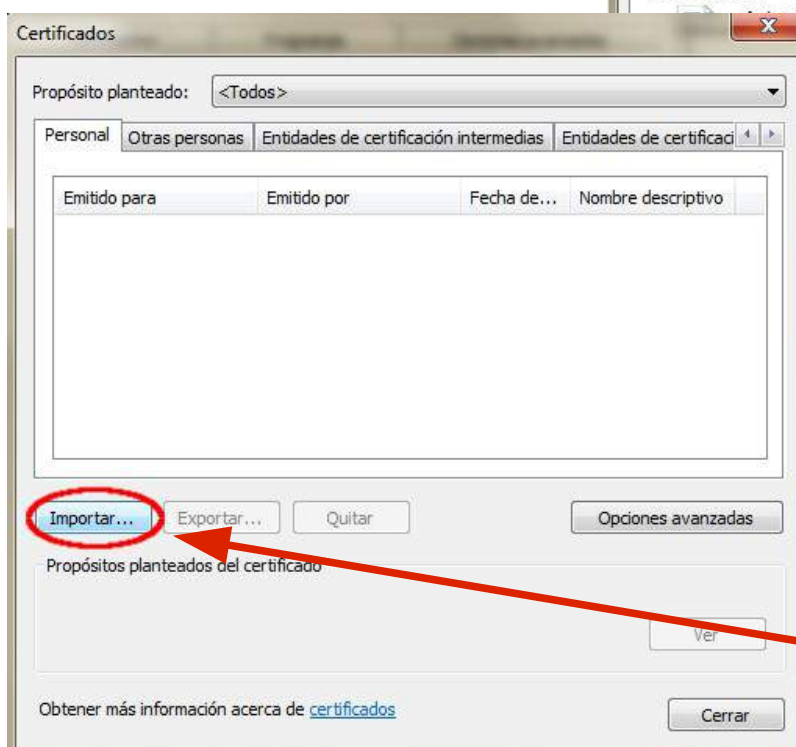 Certificados
Propósito planteado: <Todos>
Personal Otras personas Entidades de certificación intermedias Entidades de certificaci
Emitido para Emitido por Fecha de... Nombre descriptivo
Importar... Exportar... Quitar Opciones avanzadas
Propósitos planteados del certificado
Ver
Obtener más información acerca de certificados
Cerrar